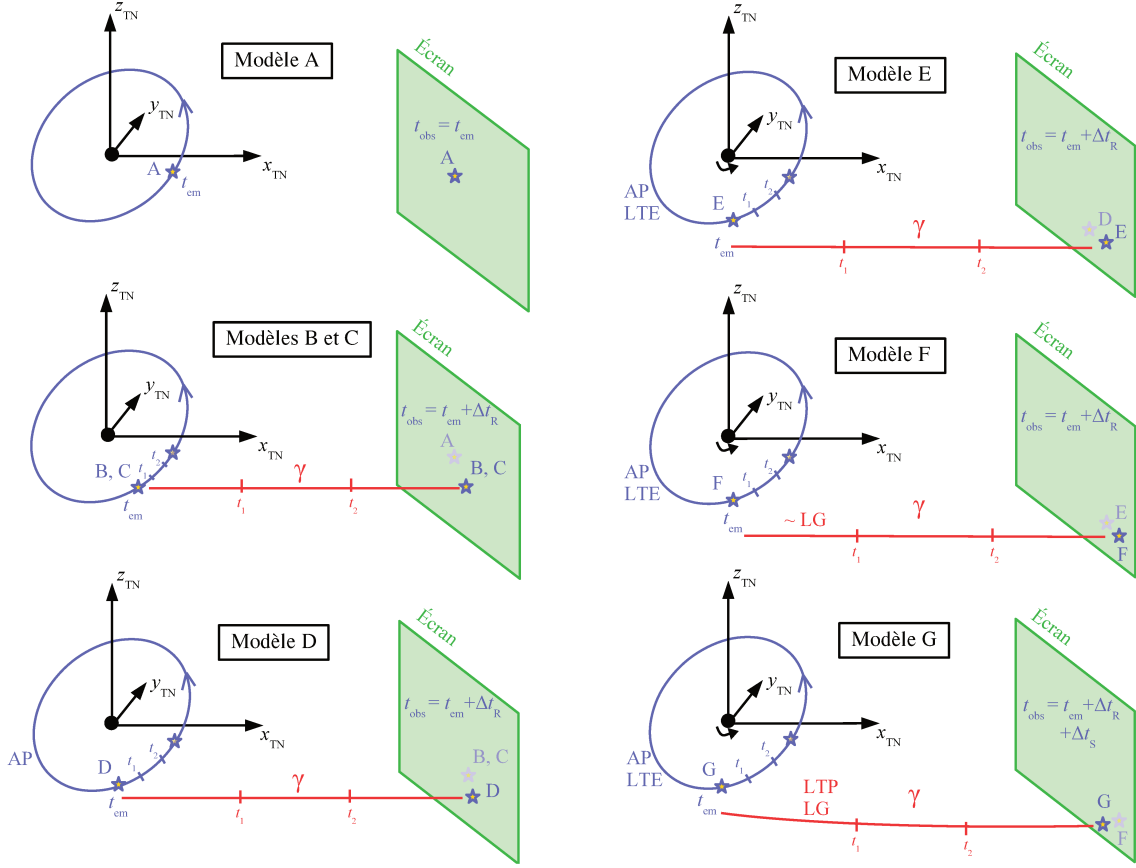 z_TN
Modèle A
Écran
y_TN
t_obs = t_em
A
A
x_TN
t_em
z_TN
Modèles B et C
Écran
y_TN
t_obs = t_em+Δt_R
A
x_TN
B, C
t_1
t_2
γ
B, C
t_em
t_1
t_2
z_TN
Modèle D
Écran
y_TN
t_obs = t_em+Δt_R
x_TN
AP
D
t_1
t_2
γ
B, C
D
t_em
t_1
t_2
z_TN
Modèle E
Écran
y_TN
t_obs = t_em+Δt_R
x_TN
AP
LTE
E
t_1
t_2
γ
D
E
t_em
t_1
t_2
z_TN
Modèle F
Écran
y_TN
t_obs = t_em+Δt_R
x_TN
AP
LTE
F
t_1
t_2
~ LG
γ
E
F
t_em
t_1
t_2
z_TN
Modèle G
Écran
y_TN
t_obs = t_em+Δt_R
+Δt_S
x_TN
AP
LTE
G
t_1
t_2
LTP
LG
γ
G
F
t_em
t_1
t_2